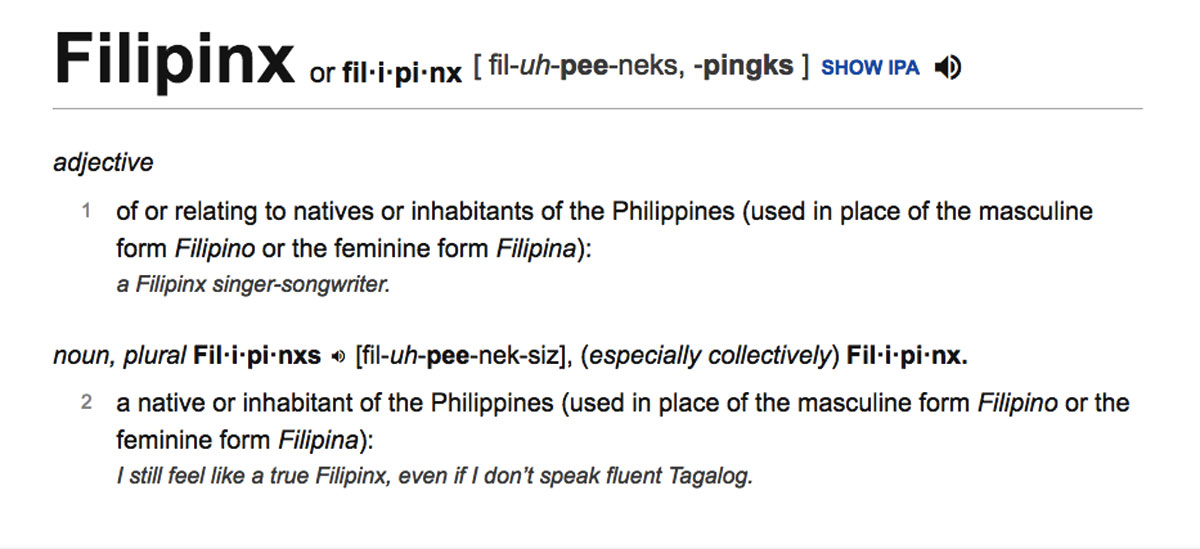 Filipinx or fil·i·pi·nx [ fil-uh-pee-neks, -pingks ] SHOW IPA
adjective
1 of or relating to natives or inhabitants of the Philippines (used in place of the masculine
form Filipino or the feminine form Filipina):
a Filipinx singer-songwriter.
noun, plural Fil·i·pi·nxs [fil-uh-pee-nek-siz], (especially collectively) Fil·i·pi·nx.
2 a native or inhabitant of the Philippines (used in place of the masculine form Filipino or the
feminine form Filipina):
I still feel like a true Filipinx, even if I don’t speak fluent Tagalog.